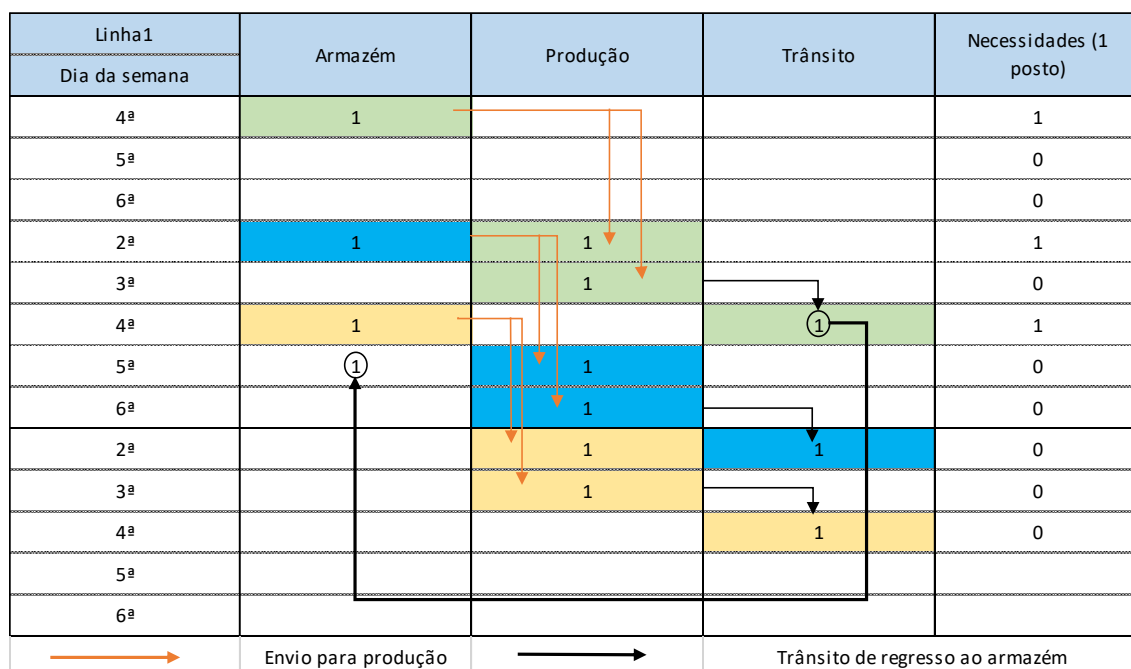 Linha1
Dia da semana
Armazém
Produção
Trânsito
Necessidades (1
posto)
4ª 1 1
5ª 0
6ª 0
2ª 1 1 1
3ª 1 0
4ª 1 1 1
5ª 1 1 0
6ª 1 0
2ª 1 1 0
3ª 1 0
4ª 1 0
5ª
6ª
Envio para produção
Trânsito de regresso ao armazém